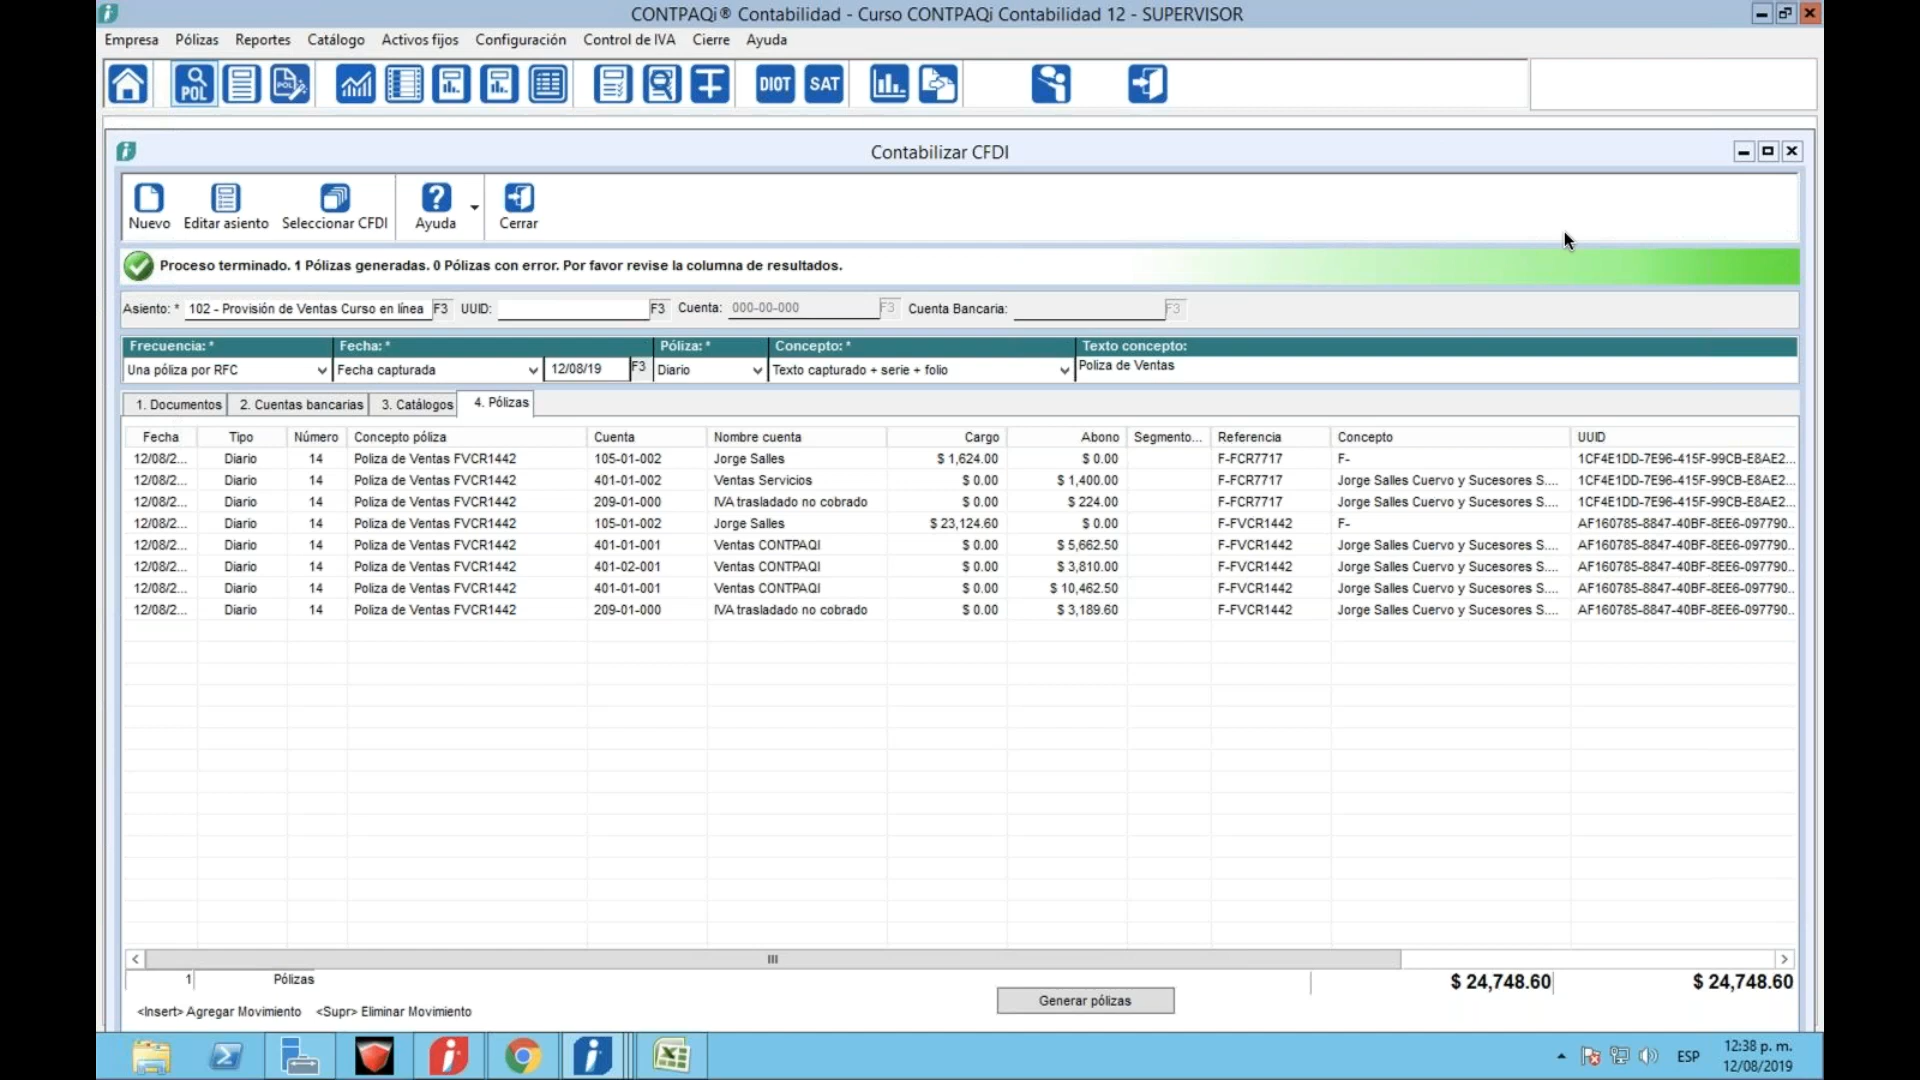 CONTPAQi® Contabilidad - Curso CONTPAQi Contabilidad 12 - SUPERVISOR
Empresa Pólizas Reportes Catálogo Activos fijos Configuración Control de IVA Cierre Ayuda
POL POL DIOT SAT
Contabilizar CFDI
Nuevo Editar asiento Seleccionar CFDI Ayuda Cerrar
Proceso terminado. 1 Pólizas generadas. 0 Pólizas con error. Por favor revise la columna de resultados.
Asiento: * 102 - Provisión de Ventas Curso en línea F3 UUID: F3 Cuenta: 000-00-000 F3 Cuenta Bancaria: F3
Frecuencia: * Fecha: * Póliza: * Concepto: * Texto concepto:
Una póliza por RFC Fecha capturada 12/08/19 F3 Diario Texto capturado + serie + folio Poliza de Ventas
1. Documentos 2. Cuentas bancarias 3. Catálogos 4. Pólizas
Fecha Tipo Número Concepto póliza Cuenta Nombre cuenta Cargo Abono Segmento... Referencia Concepto UUID
12/08/2... Diario 14 Poliza de Ventas FVCR1442 105-01-002 Jorge Salles $ 1,624.00 $ 0.00 F-FCR7717 F- 1CF4E1DD-7E96-415F-99CB-E8AE2...
12/08/2... Diario 14 Poliza de Ventas FVCR1442 401-01-002 Ventas Servicios $ 0.00 $ 1,400.00 F-FCR7717 Jorge Salles Cuervo y Sucesores S.... 1CF4E1DD-7E96-415F-99CB-E8AE2...
12/08/2... Diario 14 Poliza de Ventas FVCR1442 209-01-000 IVA trasladado no cobrado $ 0.00 $ 224.00 F-FCR7717 Jorge Salles Cuervo y Sucesores S.... 1CF4E1DD-7E96-415F-99CB-E8AE2...
12/08/2... Diario 14 Poliza de Ventas FVCR1442 105-01-002 Jorge Salles $ 23,124.60 $ 0.00 F-FVCR1442 F- AF160785-8847-40BF-8EE6-097790...
12/08/2... Diario 14 Poliza de Ventas FVCR1442 401-01-001 Ventas CONTPAQI $ 0.00 $ 5,662.50 F-FVCR1442 Jorge Salles Cuervo y Sucesores S.... AF160785-8847-40BF-8EE6-097790...
12/08/2... Diario 14 Poliza de Ventas FVCR1442 401-02-001 Ventas CONTPAQI $ 0.00 $ 3,810.00 F-FVCR1442 Jorge Salles Cuervo y Sucesores S.... AF160785-8847-40BF-8EE6-097790...
12/08/2... Diario 14 Poliza de Ventas FVCR1442 401-01-001 Ventas CONTPAQI $ 0.00 $ 10,462.50 F-FVCR1442 Jorge Salles Cuervo y Sucesores S.... AF160785-8847-40BF-8EE6-097790...
12/08/2... Diario 14 Poliza de Ventas FVCR1442 209-01-000 IVA trasladado no cobrado $ 0.00 $ 3,189.60 F-FVCR1442 Jorge Salles Cuervo y Sucesores S.... AF160785-8847-40BF-8EE6-097790...
1 Pólizas $ 24,748.60 $ 24,748.60
Generar pólizas
<Insert> Agregar Movimiento <Supr> Eliminar Movimiento
ESP 12:38 p. m.
12/08/2019